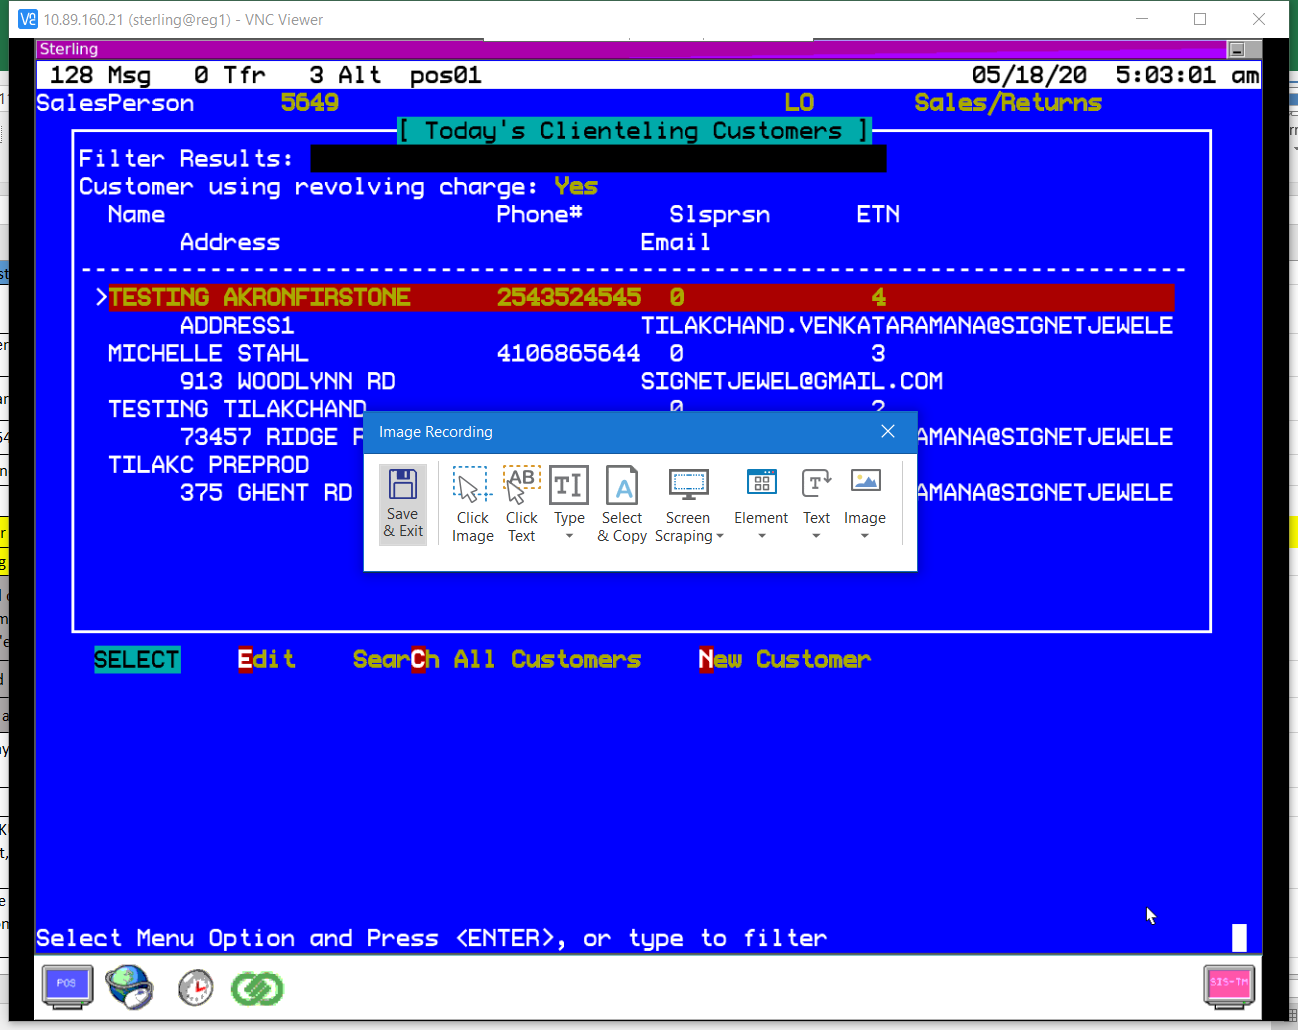 10.89.160.21 (sterling@reg1) - VNC Viewer
Sterling
128 Msg 0 Tfr 3 Alt pos01 05/18/20 5:03:01 am
SalesPerson 5649 LO Sales/Returns
[ Today's Clienteling Customers ]
Filter Results:
Customer using revolving charge: Yes
Name Phone# Slsprsn ETN
Address Email
>TESTING AKRONFIRSTONE 2543524545 0 4
ADDRESS1 TILAKCHAND.VENKATARAMANA@SIGNETJEWELE
MICHELLE STAHL 4106865644 0 3
913 WOODLYNN RD SIGNETJEWEL@GMAIL.COM
TESTING TILAKCHAND 0 2
73457 RIDGE AMANA@SIGNETJEWELE
TILAKC PREPROD
375 GHENT RD AMANA@SIGNETJEWELE
Image Recording
Save & Exit
Click Image
Click Text
Type
Select & Copy
Screen Scraping
Element
Text
Image
SELECT Edit SearCh All Customers New Customer
Select Menu Option and Press <ENTER>, or type to filter
POS
SIS-TM